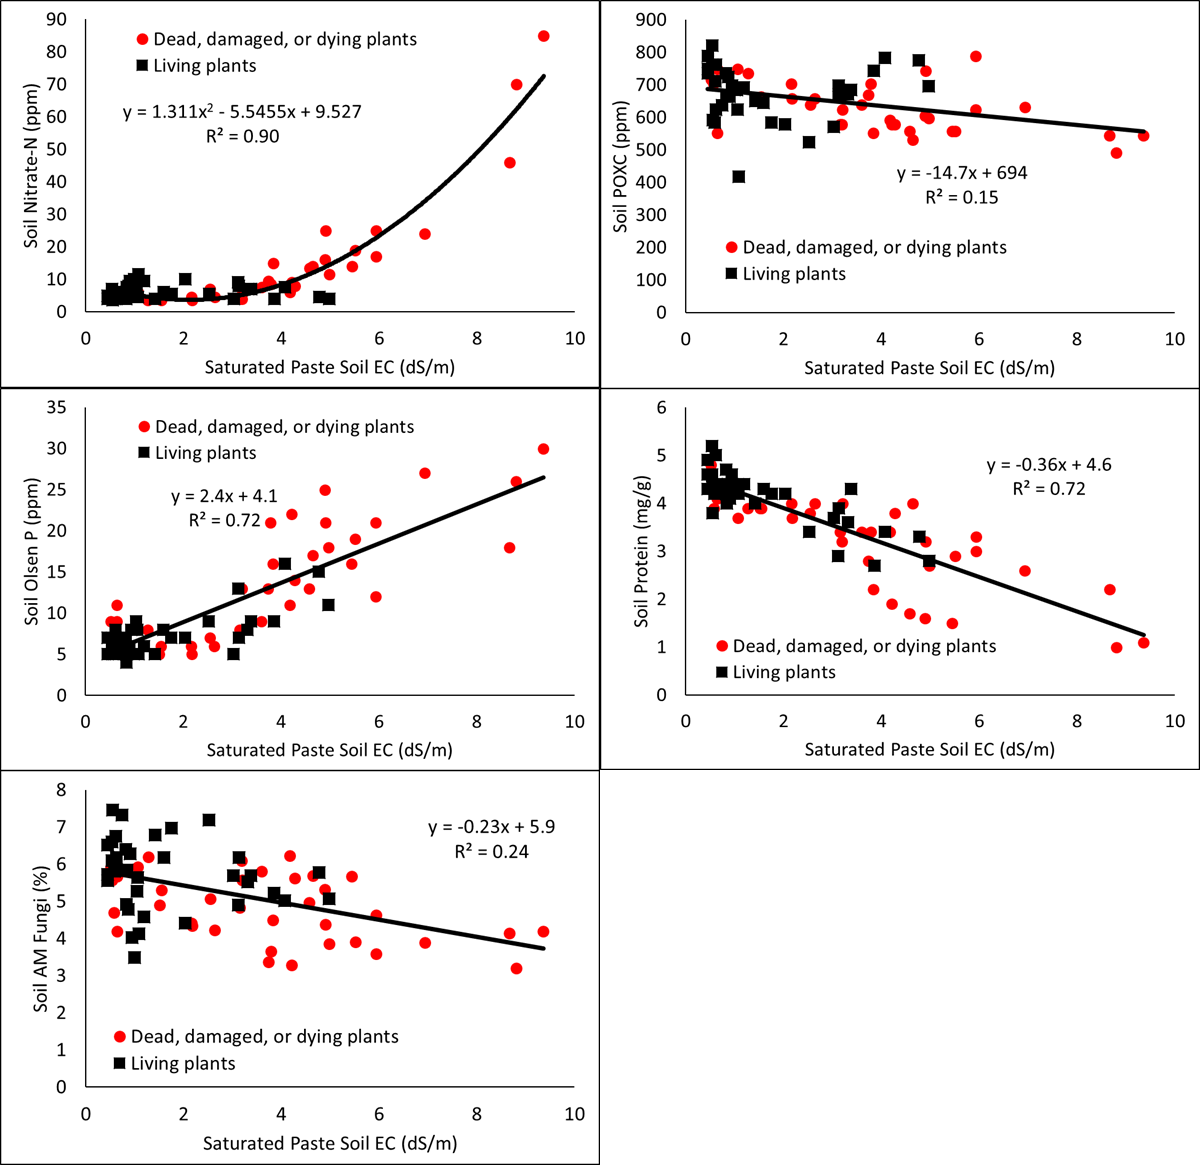 90
80
70
60
50
40
30
20
10
0
Soil Nitrate-N (ppm)
Dead, damaged, or dying plants
Living plants
y = 1.311x² - 5.5455x + 9.527
R² = 0.90
0 2 4 6 8 10
Saturated Paste Soil EC (dS/m)
900
800
700
600
500
400
300
200
100
0
Soil POXC (ppm)
y = -14.7x + 694
R² = 0.15
Dead, damaged, or dying plants
Living plants
0 2 4 6 8 10
Saturated Paste Soil EC (dS/m)
35
30
25
20
15
10
5
0
Soil Olsen P (ppm)
Dead, damaged, or dying plants
Living plants
y = 2.4x + 4.1
R² = 0.72
0 2 4 6 8 10
Saturated Paste Soil EC (dS/m)
6
5
4
3
2
1
0
Soil Protein (mg/g)
y = -0.36x + 4.6
R² = 0.72
Dead, damaged, or dying plants
Living plants
0 2 4 6 8 10
Saturated Paste Soil EC (dS/m)
8
7
6
5
4
3
2
1
0
Soil AM Fungi (%)
y = -0.23x + 5.9
R² = 0.24
Dead, damaged, or dying plants
Living plants
0 2 4 6 8 10
Saturated Paste Soil EC (dS/m)